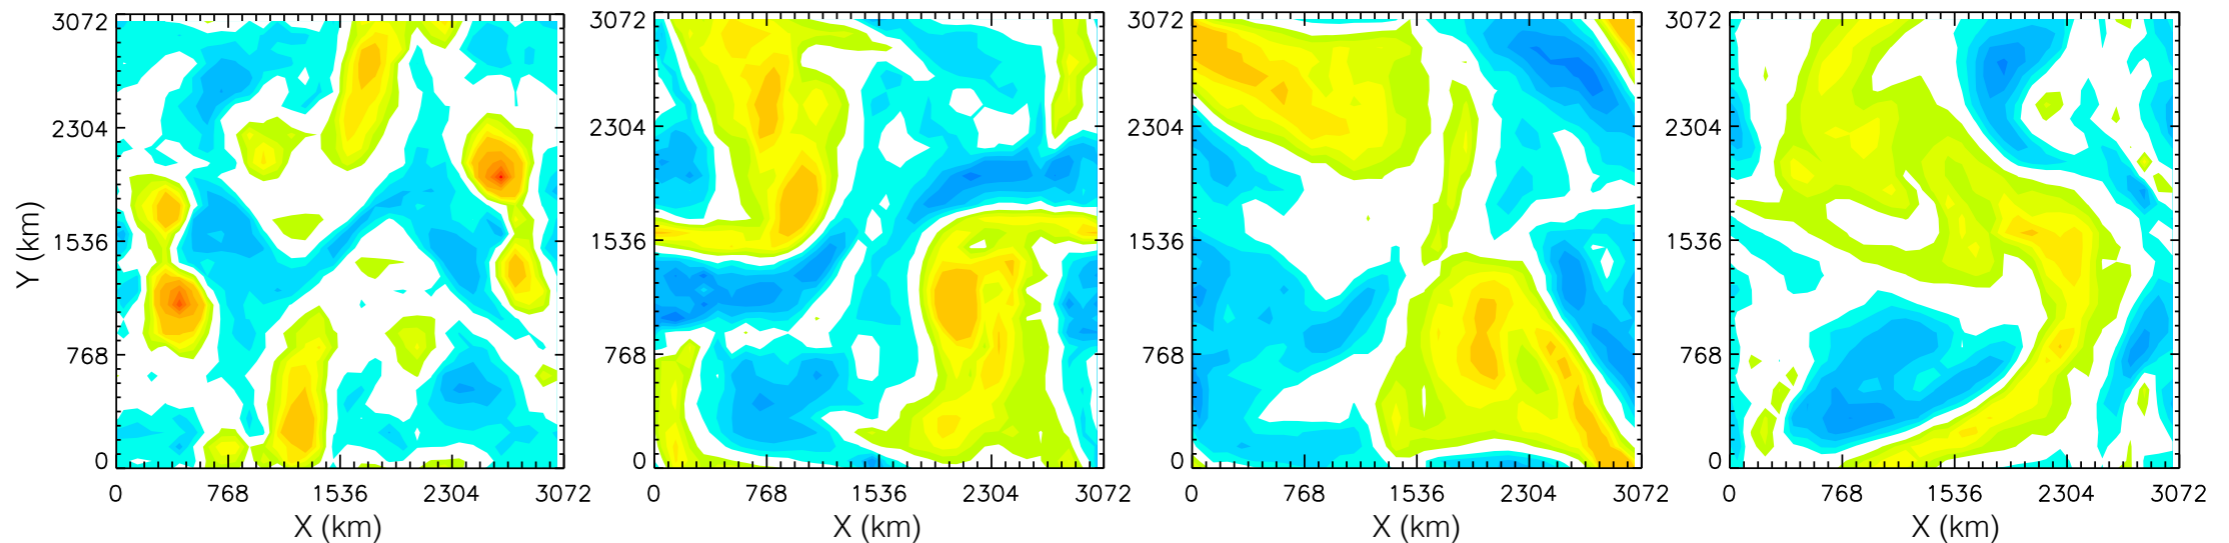 3072 3072 3072 3072
2304 2304 2304 2304
Y (km)
1536 1536 1536 1536
768 768 768 768
0 0 0 0
0 768 1536 2304 3072 0 768 1536 2304 3072 0 768 1536 2304 3072 0 768 1536 2304 3072
X (km) X (km) X (km) X (km)